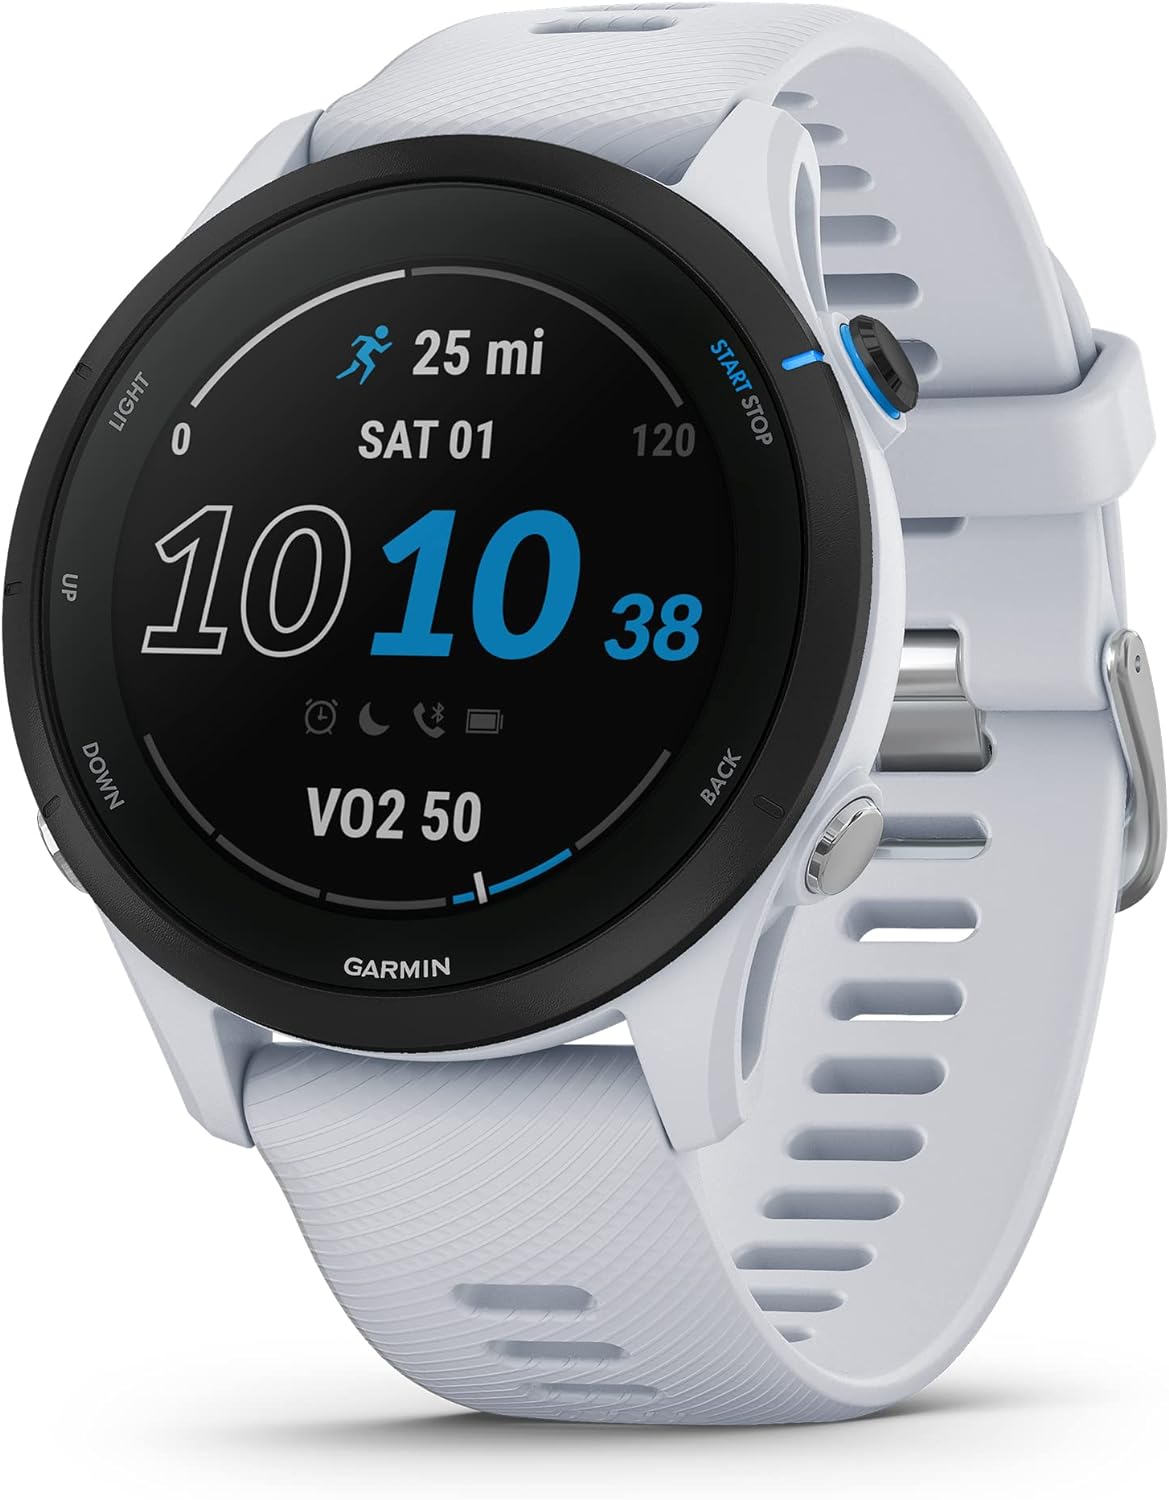 25 mi
START STOP
LIGHT
0 SAT 01 120
10 10 38
UP
DOWN
BACK
VO2 50
GARMIN